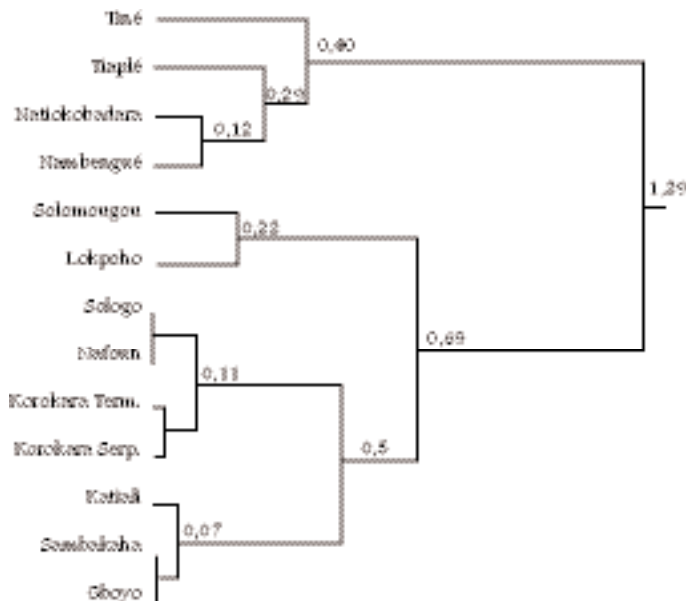 Tiné
0,40
Tiaplé
0,29
Natiokobadara
0,12
Nambengué
1,29
Solomougou
0,22
Lokpoho
Sologo
0,69
Nafoun
0,11
Korokara Term.
Korokara Serp.
0,5
Katiali
0,07
Sambakaha
Gboyo